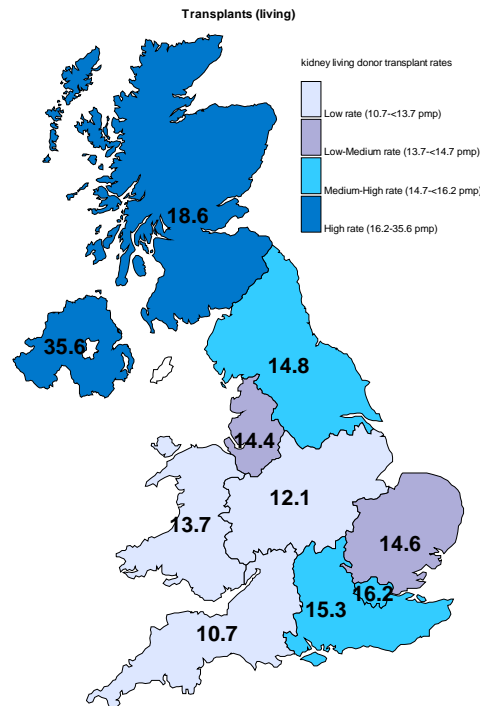 Transplants (living)
kidney living donor transplant rates
Low rate (10.7-<13.7 pmp)
Low-Medium rate (13.7-<14.7 pmp)
Medium-High rate (14.7-<16.2 pmp)
High rate (16.2-35.6 pmp)
18.6
35.6
14.8
14.4
12.1
13.7
14.6
16.2
15.3
10.7